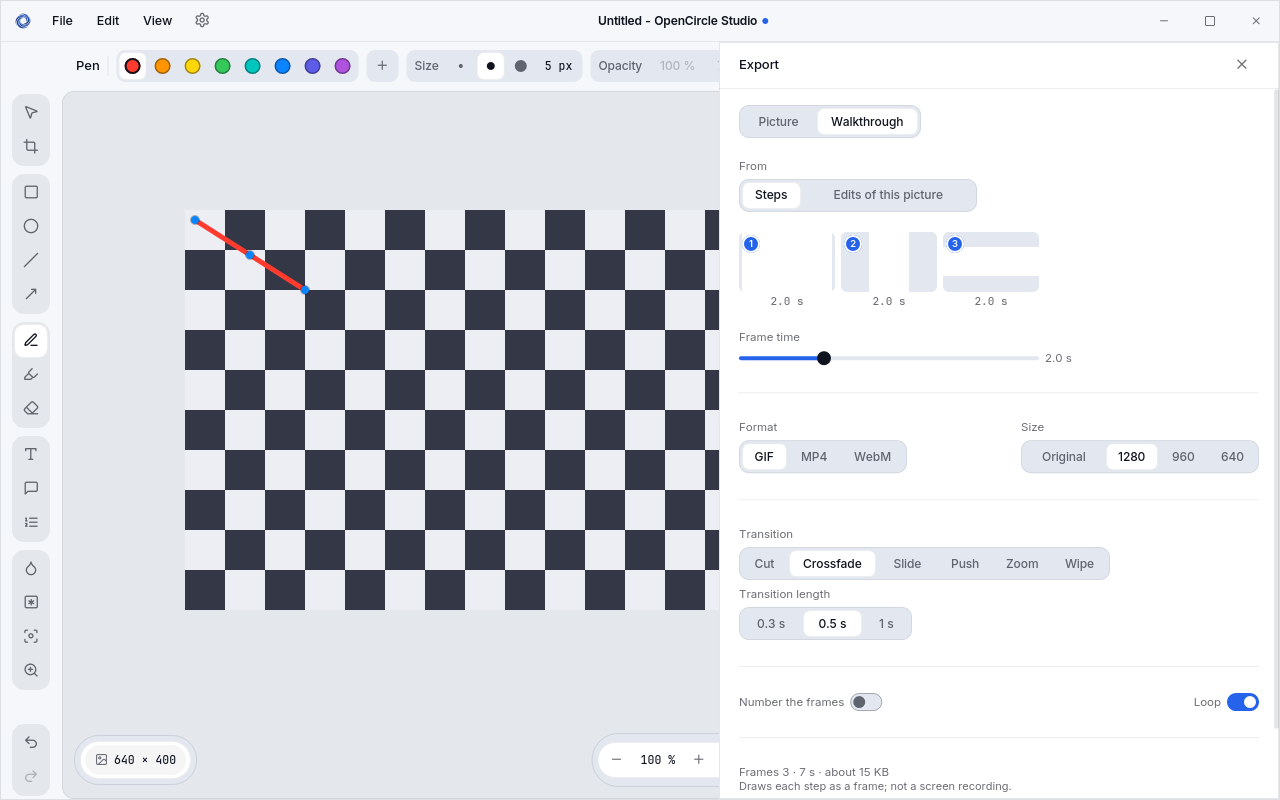 File Edit View
Untitled - OpenCircle Studio
Pen
Size
5 px
Opacity
100 %
Export
Picture
Walkthrough
From
Steps
Edits of this picture
1
2
3
2.0 s
2.0 s
2.0 s
Frame time
2.0 s
Format
Size
GIF
MP4
WebM
Original
1280
960
640
Transition
Cut
Crossfade
Slide
Push
Zoom
Wipe
Transition length
0.3 s
0.5 s
1 s
Number the frames
Loop
640 × 400
100 %
Frames 3 · 7 s · about 15 KB
Draws each step as a frame; not a screen recording.